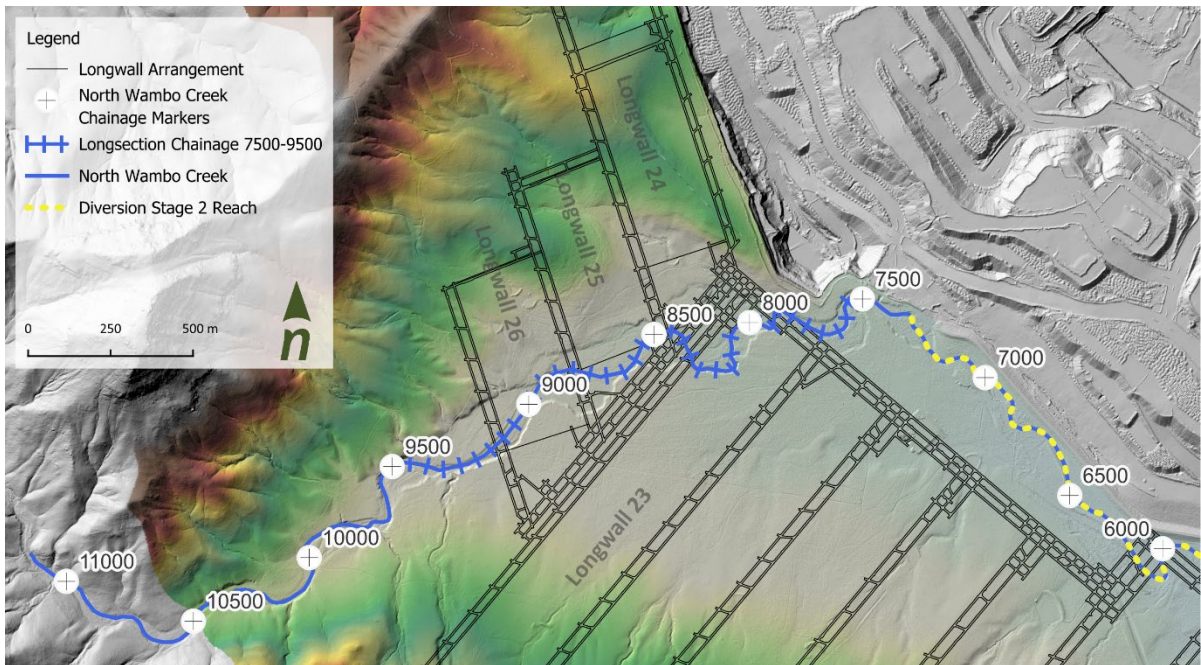 Legend
Longwall Arrangement
North Wambo Creek
Chainage Markers
Longsection Chainage 7500-9500
North Wambo Creek
Diversion Stage 2 Reach
0 250 500 m
n
Longwall 24
Longwall 25
Longwall 26
Longwall 23
7500
8000
8500
7000
9000
9500
6500
6000
10000
11000
10500